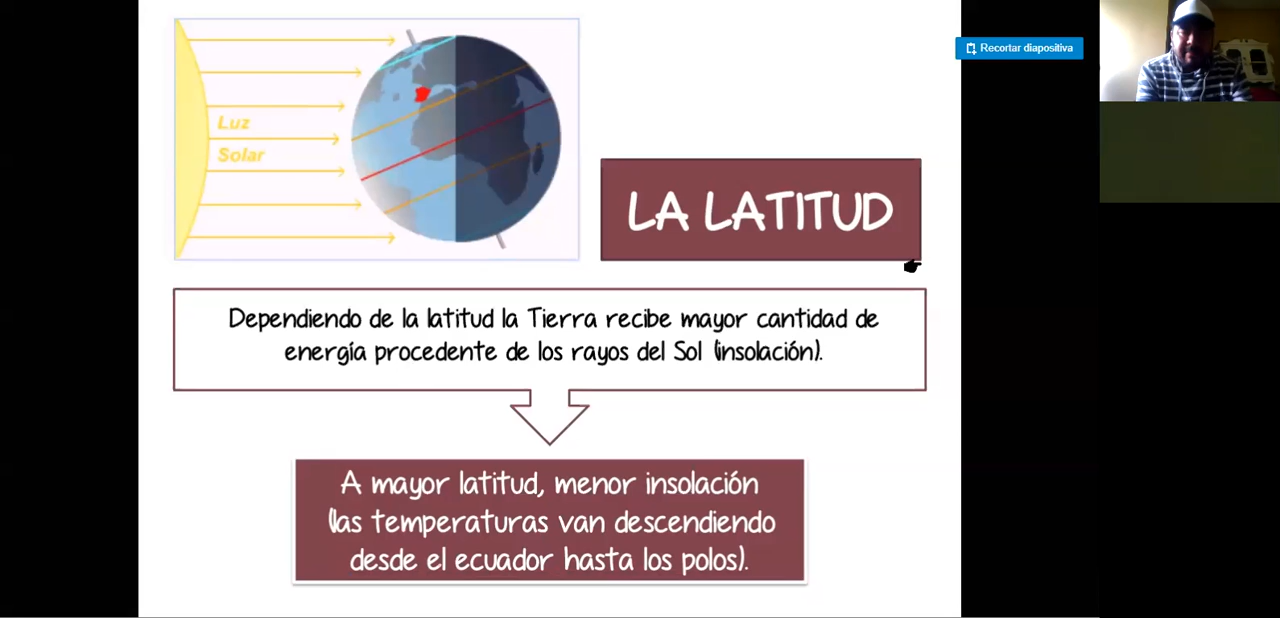 Luz
Solar
Recortar diapositiva
LA LATITUD
Dependiendo de la latitud la Tierra recibe mayor cantidad de
energía procedente de los rayos del Sol (insolación).
A mayor latitud, menor insolación
(las temperaturas van descendiendo
desde el ecuador hasta los polos).